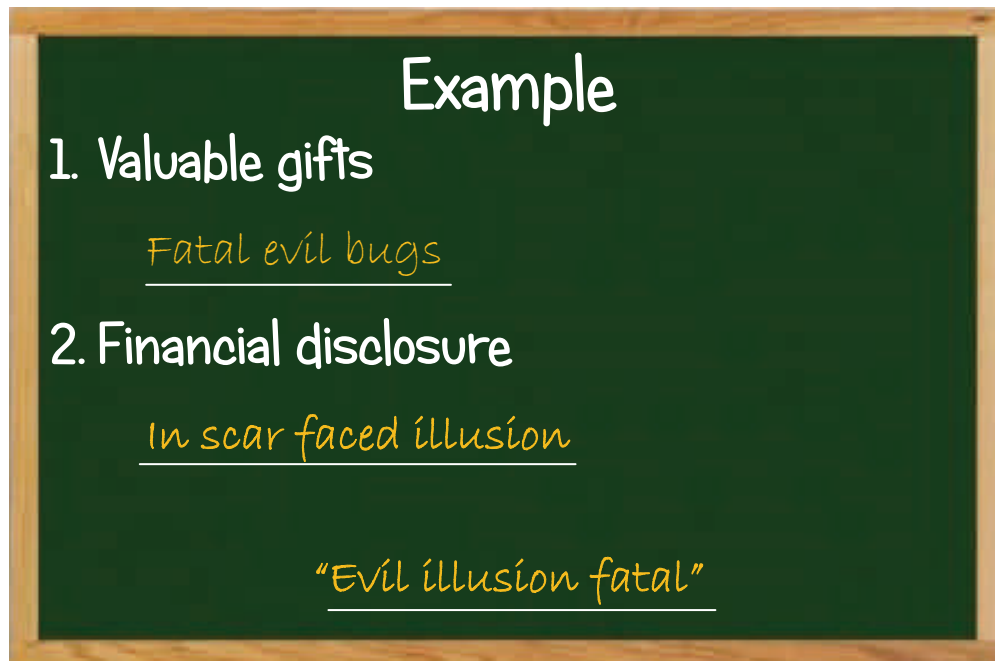 Example
1. Valuable gifts
Fatal evil bugs
2. Financial disclosure
In scar faced illusion
“Evil illusion fatal”